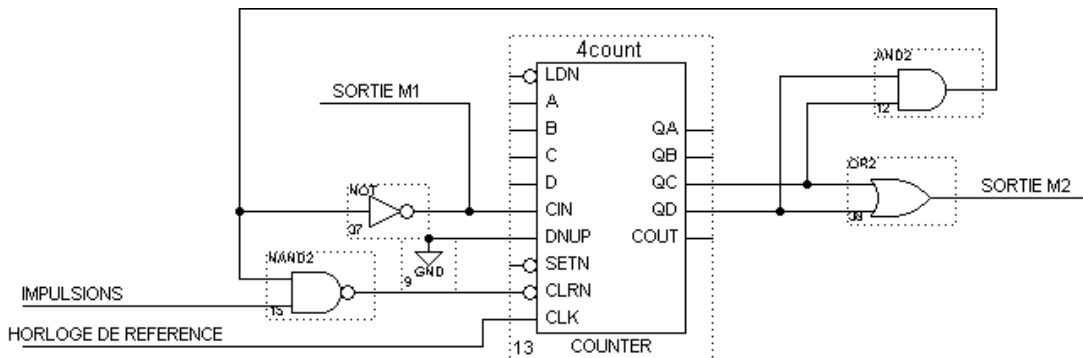 4count
AND2
12
LDN
SORTIE M1
A
B
QA
C
QB
D
QC
OR2
SORTIE M2
NOT
37
CIN
QD
DNUP
COUT
NAND2
GND
9
SETN
IMPULSIONS
15
CLRN
HORLOGE DE REFERENCE
CLK
13
COUNTER